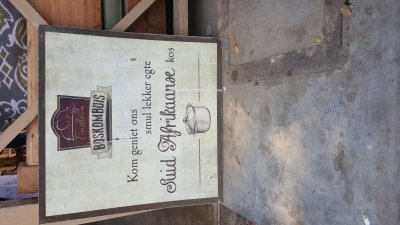 BOSKOMBUIS
Kom geniet ons
smul lekker egte
Suid Afrikaanse kos